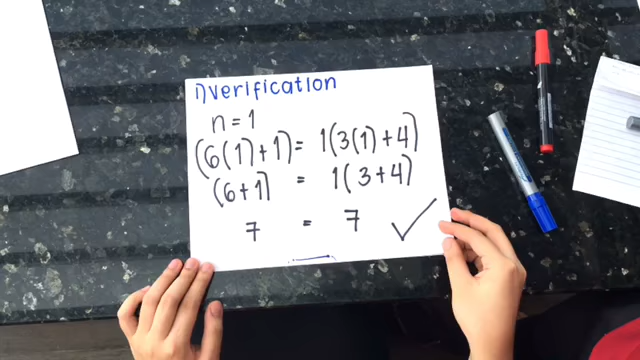 1) Verification
n = 1
(6(1)+1) = 1(3(1)+4)
(6+1) = 1(3+4)
7 = 7 ✓